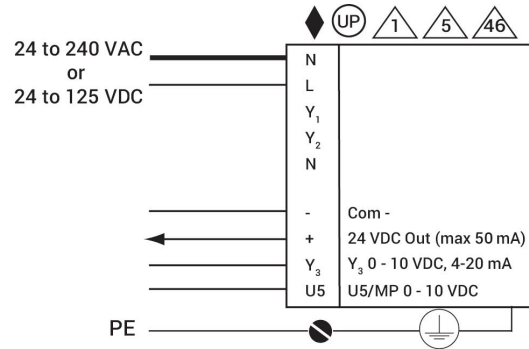 UP 1 5 46
24 to 240 VAC
or
24 to 125 VDC
N
L
Y1
Y2
N
- Com -
+ 24 VDC Out (max 50 mA)
Y3 Y3 0 - 10 VDC, 4-20 mA
U5 U5/MP 0 - 10 VDC
PE